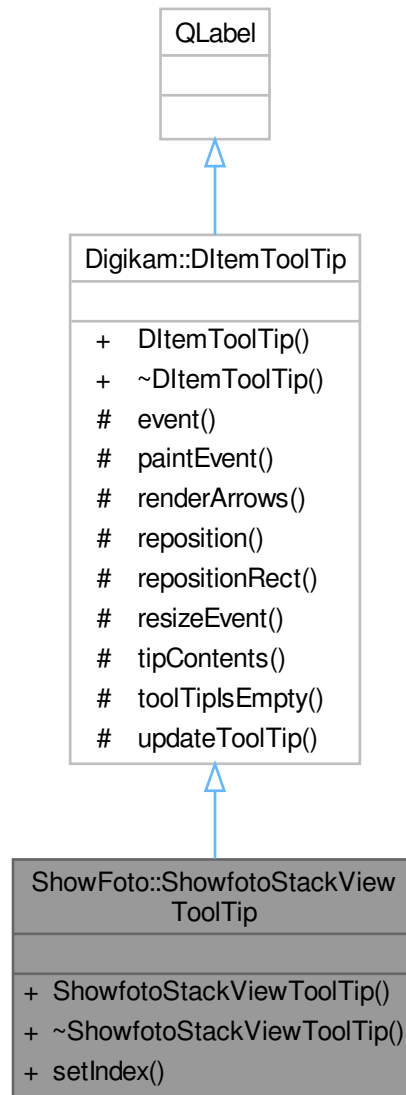 QLabel
Digikam::DItemToolTip
+ DItemToolTip()
+ ~DItemToolTip()
# event()
# paintEvent()
# renderArrows()
# reposition()
# repositionRect()
# resizeEvent()
# tipContents()
# toolTipIsEmpty()
# updateToolTip()
ShowFoto::ShowfotoStackView
ToolTip
+ ShowfotoStackViewToolTip()
+ ~ShowfotoStackViewToolTip()
+ setIndex()